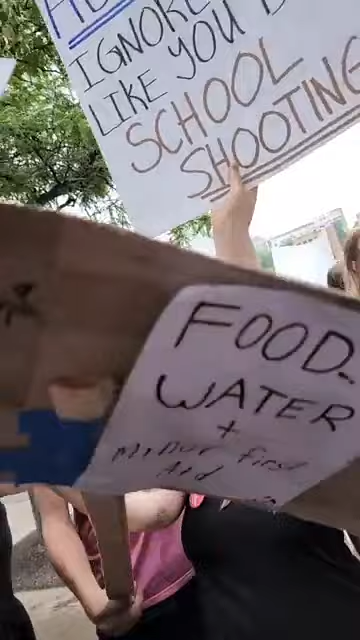 IGNORE
LIKE YOU
SCHOOL
SHOOTING
FOOD
WATER
+
Minor first
Aid